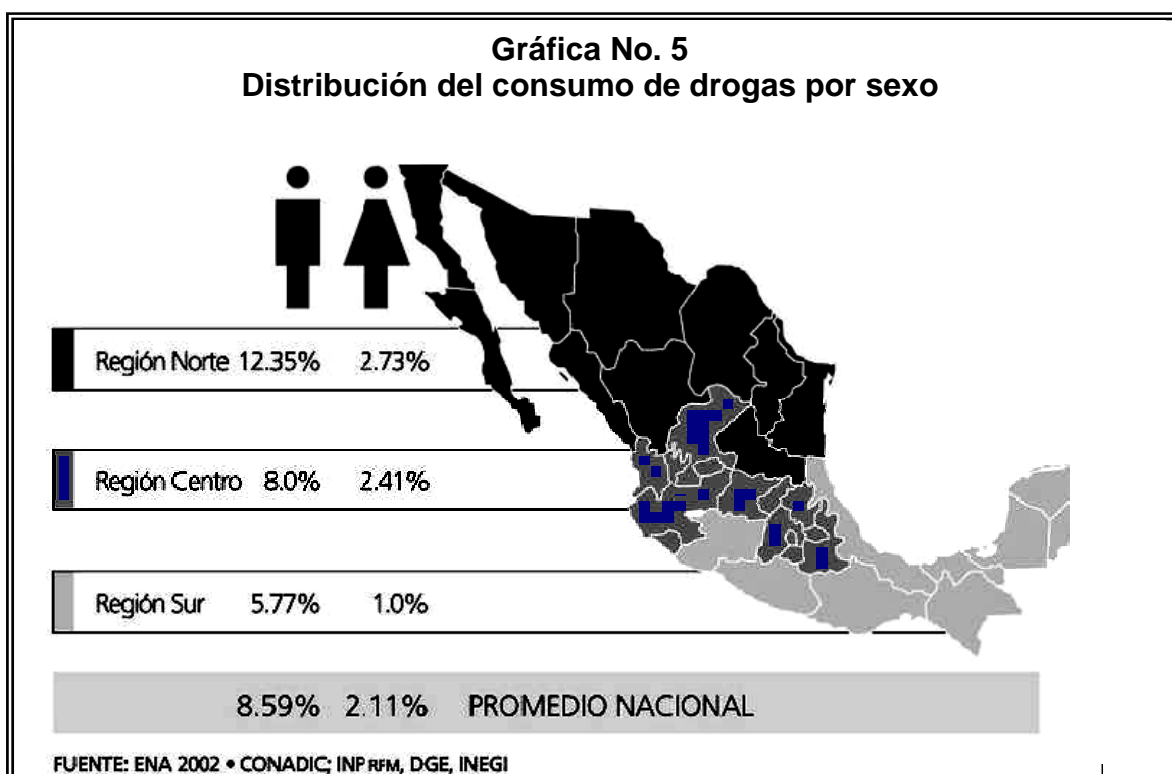 Gráfica No. 5
Distribución del consumo de drogas por sexo
Región Norte 12.35% 2.73%
Región Centro 8.0% 2.41%
Región Sur 5.77% 1.0%
8.59% 2.11% PROMEDIO NACIONAL
FUENTE: ENA 2002 • CONADIC; INP RFM, DGE, INEGI